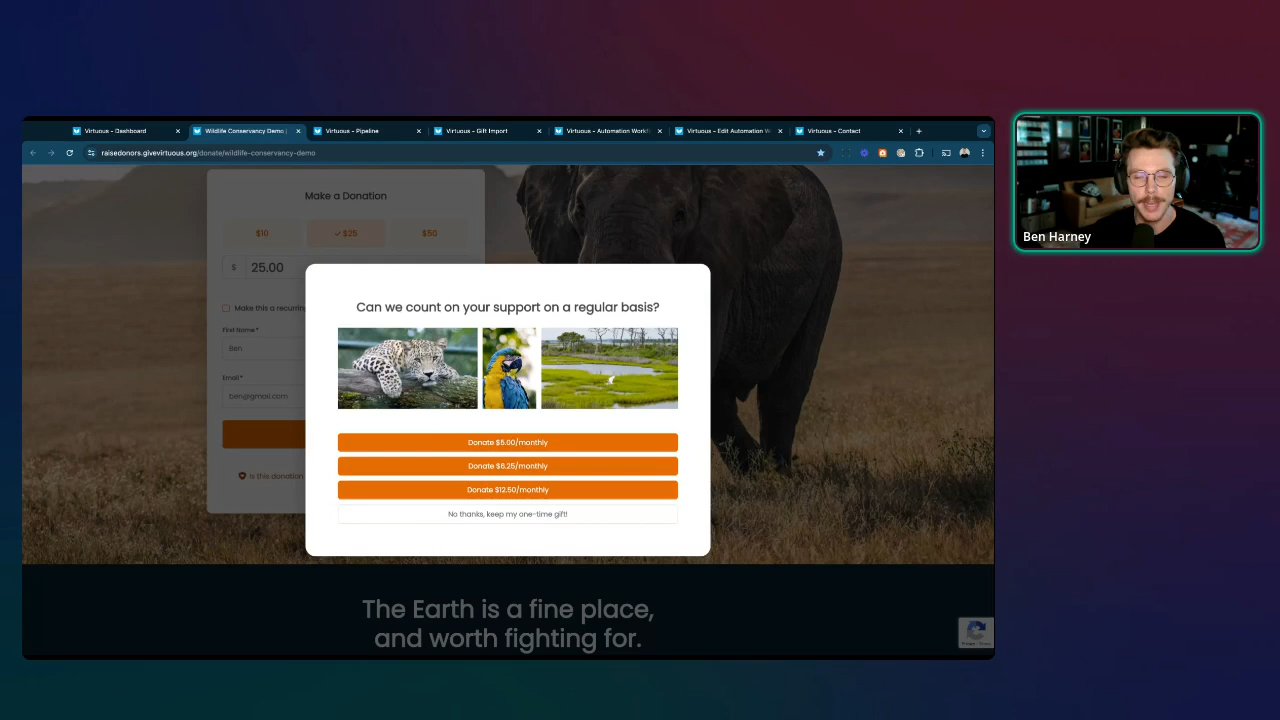 Virtuous - Dashboard
Wildlife Conservancy Demo |
Virtuous - Pipeline
Virtuous - Gift Import
Virtuous - Automation Workf
Virtuous - Edit Automation W
Virtuous - Contact
raisedonors.givevirtuous.org/donate/wildlife-conservancy-demo
Make a Donation
$10
$25
$50
$
25.00
Make this a recurrin
First Name*
Ben
Email*
ben@gmail.com
Is this donation
Can we count on your support on a regular basis?
Donate $5.00/monthly
Donate $6.25/monthly
Donate $12.50/monthly
No thanks, keep my one-time gift!
The Earth is a fine place,
and worth fighting for.
Ben Harney